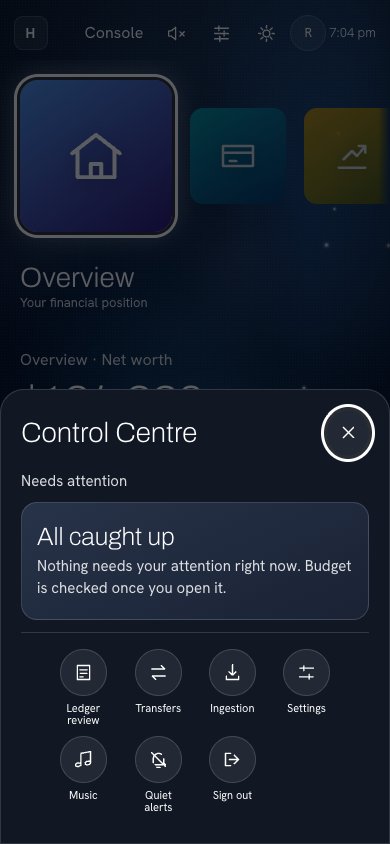 H
Console
R
7:04 pm
Overview
Your financial position
Overview · Net worth
Control Centre
Needs attention
All caught up
Nothing needs your attention right now. Budget
is checked once you open it.
Ledger
review
Transfers
Ingestion
Settings
Music
Quiet
alerts
Sign out